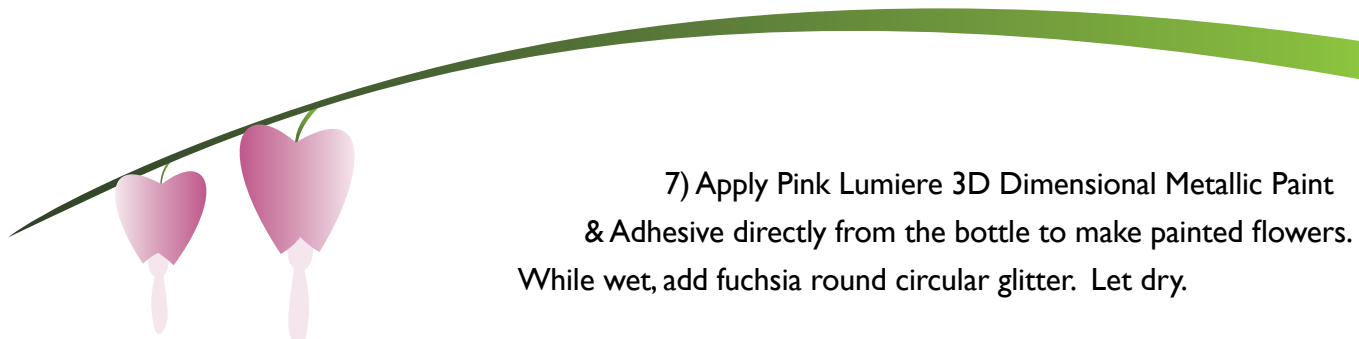 7) Apply Pink Lumiere 3D Dimensional Metallic Paint
& Adhesive directly from the bottle to make painted flowers.
While wet, add fuchsia round circular glitter.  Let dry.